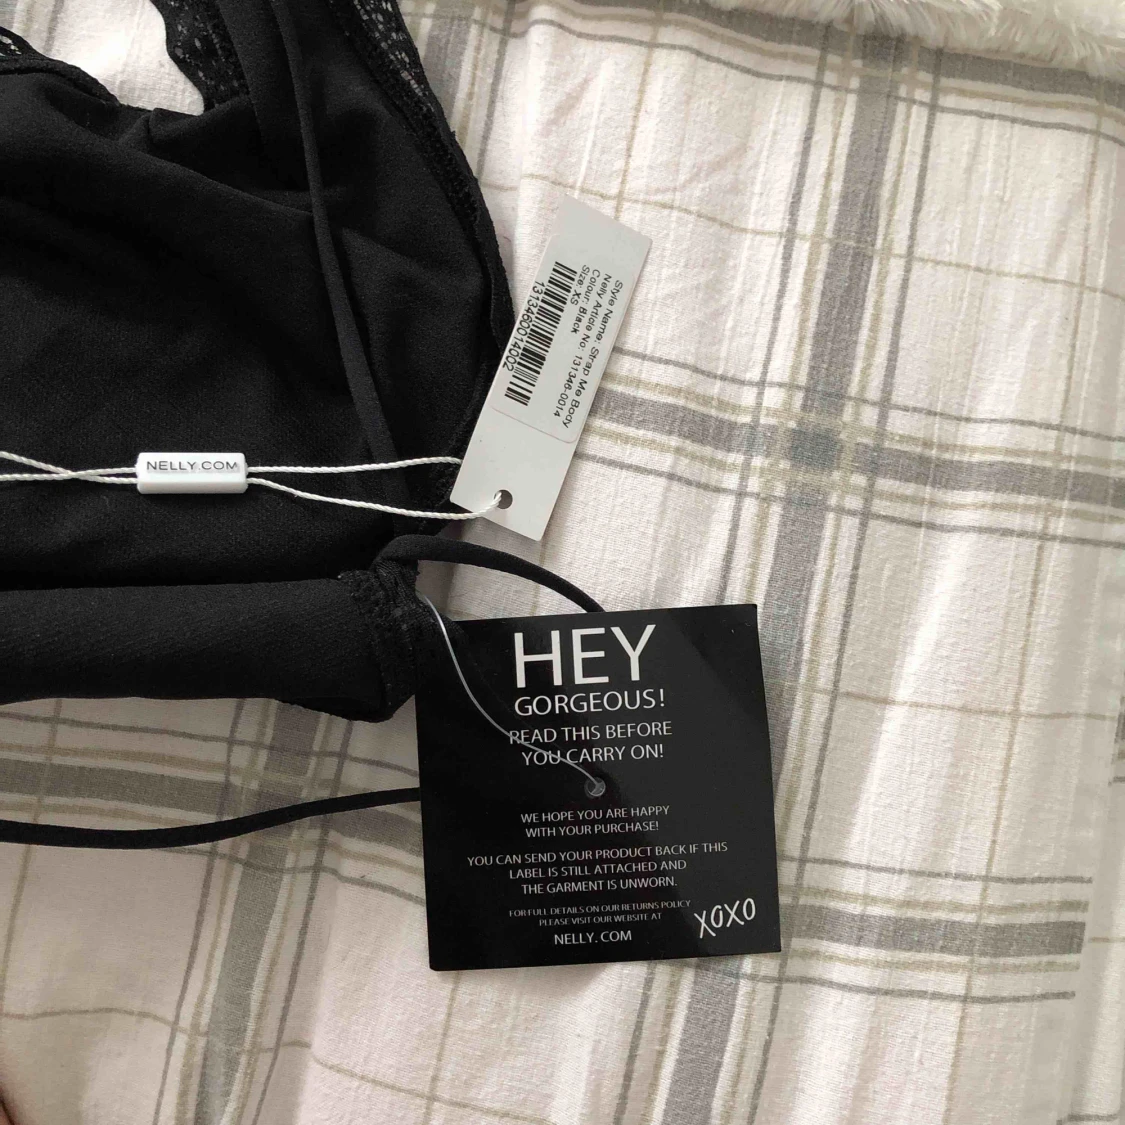 Style Name: Strap Me Body
Nelly Article No: 131346-0014
Colour: Black
Size: XS
1313460014002
NELLY.COM
HEY
GORGEOUS!
READ THIS BEFORE
YOU CARRY ON!
WE HOPE YOU ARE HAPPY
WITH YOUR PURCHASE!
YOU CAN SEND YOUR PRODUCT BACK IF THIS
LABEL IS STILL ATTACHED AND
THE GARMENT IS UNWORN.
FOR FULL DETAILS ON OUR RETURNS POLICY
PLEASE VISIT OUR WEBSITE AT
NELLY. COM
XOXO